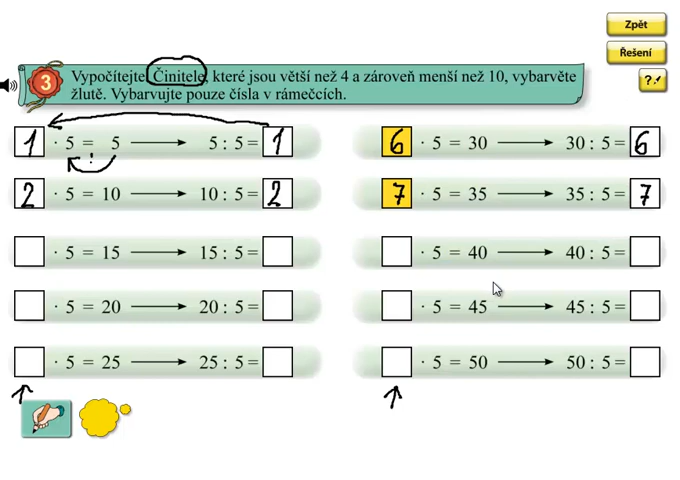 Zpět
Řešení
?
3
Vypočítejte. Činitele, které jsou větší než 4 a zároveň menší než 10, vybarvěte
žlutě. Vybarvujte pouze čísla v rámečcích.
1 · 5 = 5 → 5 : 5 = 1
6 · 5 = 30 → 30 : 5 = 6
2 · 5 = 10 → 10 : 5 = 2
7 · 5 = 35 → 35 : 5 = 7
· 5 = 15 → 15 : 5 =
· 5 = 40 → 40 : 5 =
· 5 = 20 → 20 : 5 =
· 5 = 45 → 45 : 5 =
· 5 = 25 → 25 : 5 =
· 5 = 50 → 50 : 5 =